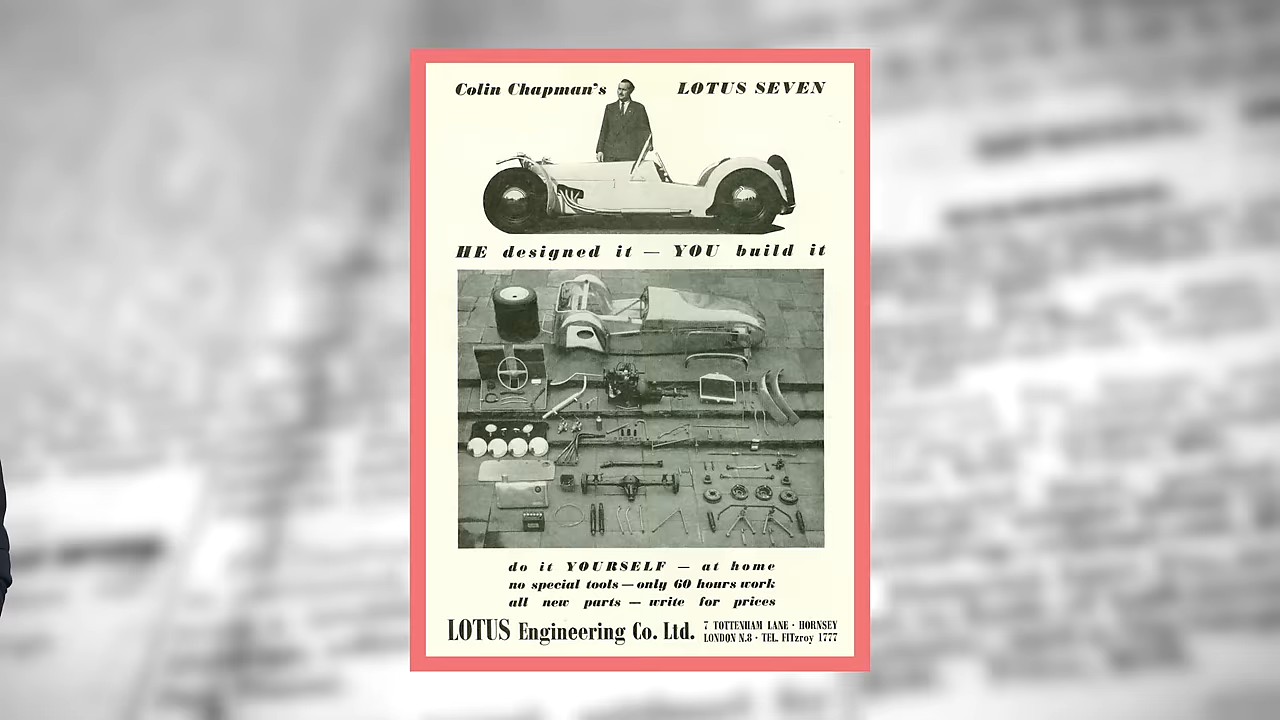 Colin Chapman's LOTUS SEVEN
HE designed it — YOU build it
do it YOURSELF — at home
no special tools — only 60 hours work
all new parts — write for prices
LOTUS Engineering Co. Ltd.
7 TOTTENHAM LANE · HORNSEY
LONDON N.8 · TEL. FITzroy 1777